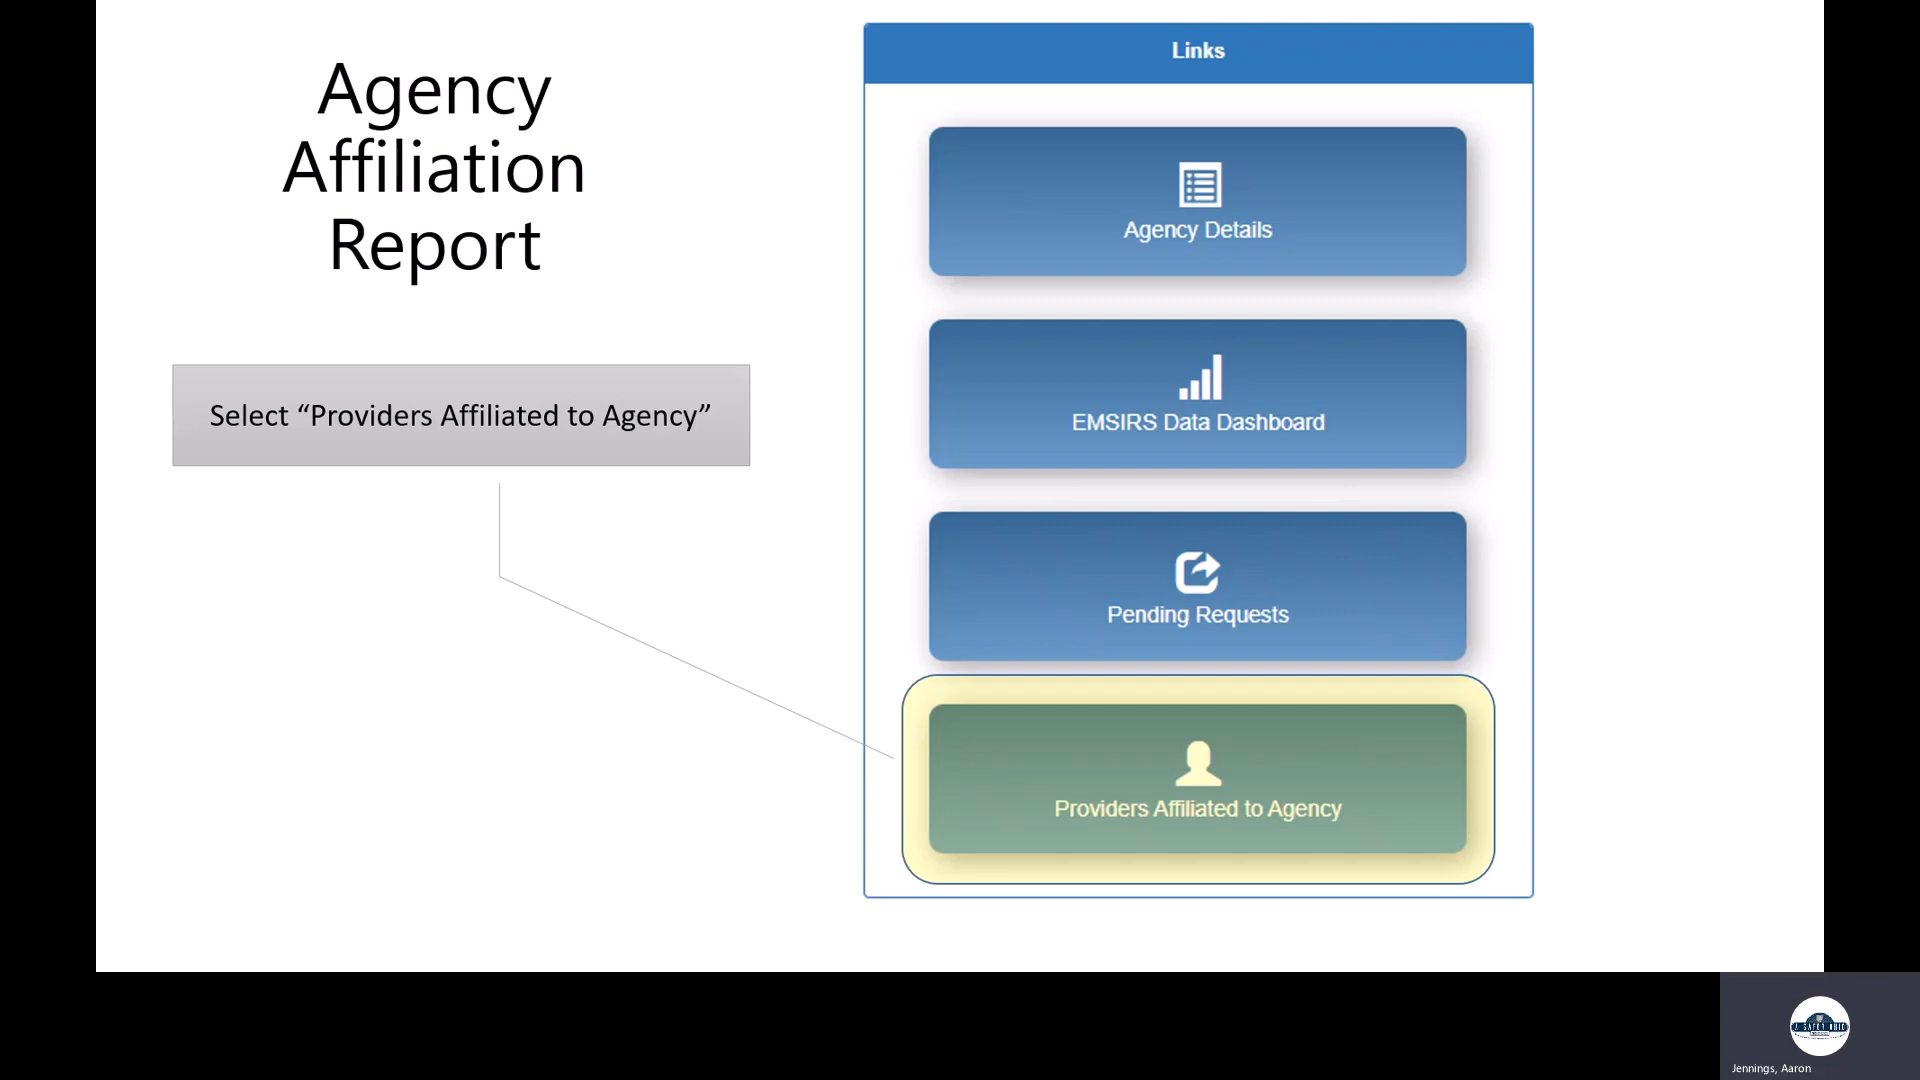 Agency
Affiliation
Report
Select “Providers Affiliated to Agency”
Links
Agency Details
EMSIRS Data Dashboard
Pending Requests
Providers Affiliated to Agency
Jennings, Aaron